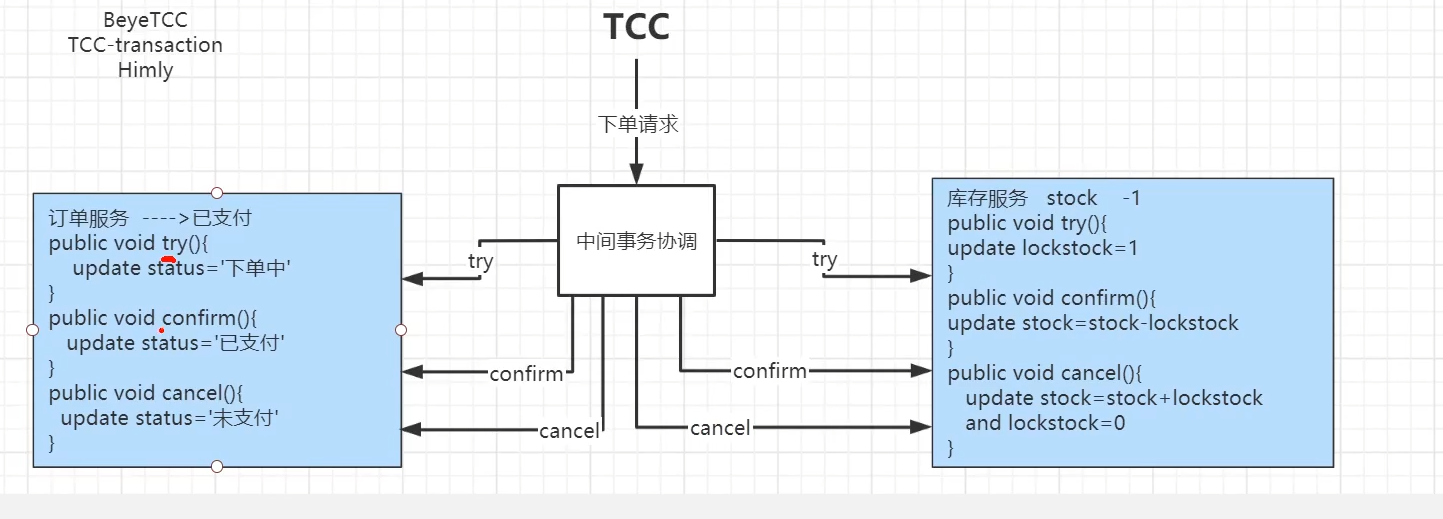 BeyeTCC
TCC-transaction
Himly
TCC
下单请求
中间事务协调
订单服务 ---->已支付
public void try(){
update status='下单中'
}
public void confirm(){
update status='已支付'
}
public void cancel(){
update status='未支付'
}
try
confirm
cancel
try
confirm
cancel
库存服务 stock -1
public void try(){
update lockstock=1
}
public void confirm(){
update stock=stock-lockstock
}
public void cancel(){
update stock=stock+lockstock
and lockstock=0
}